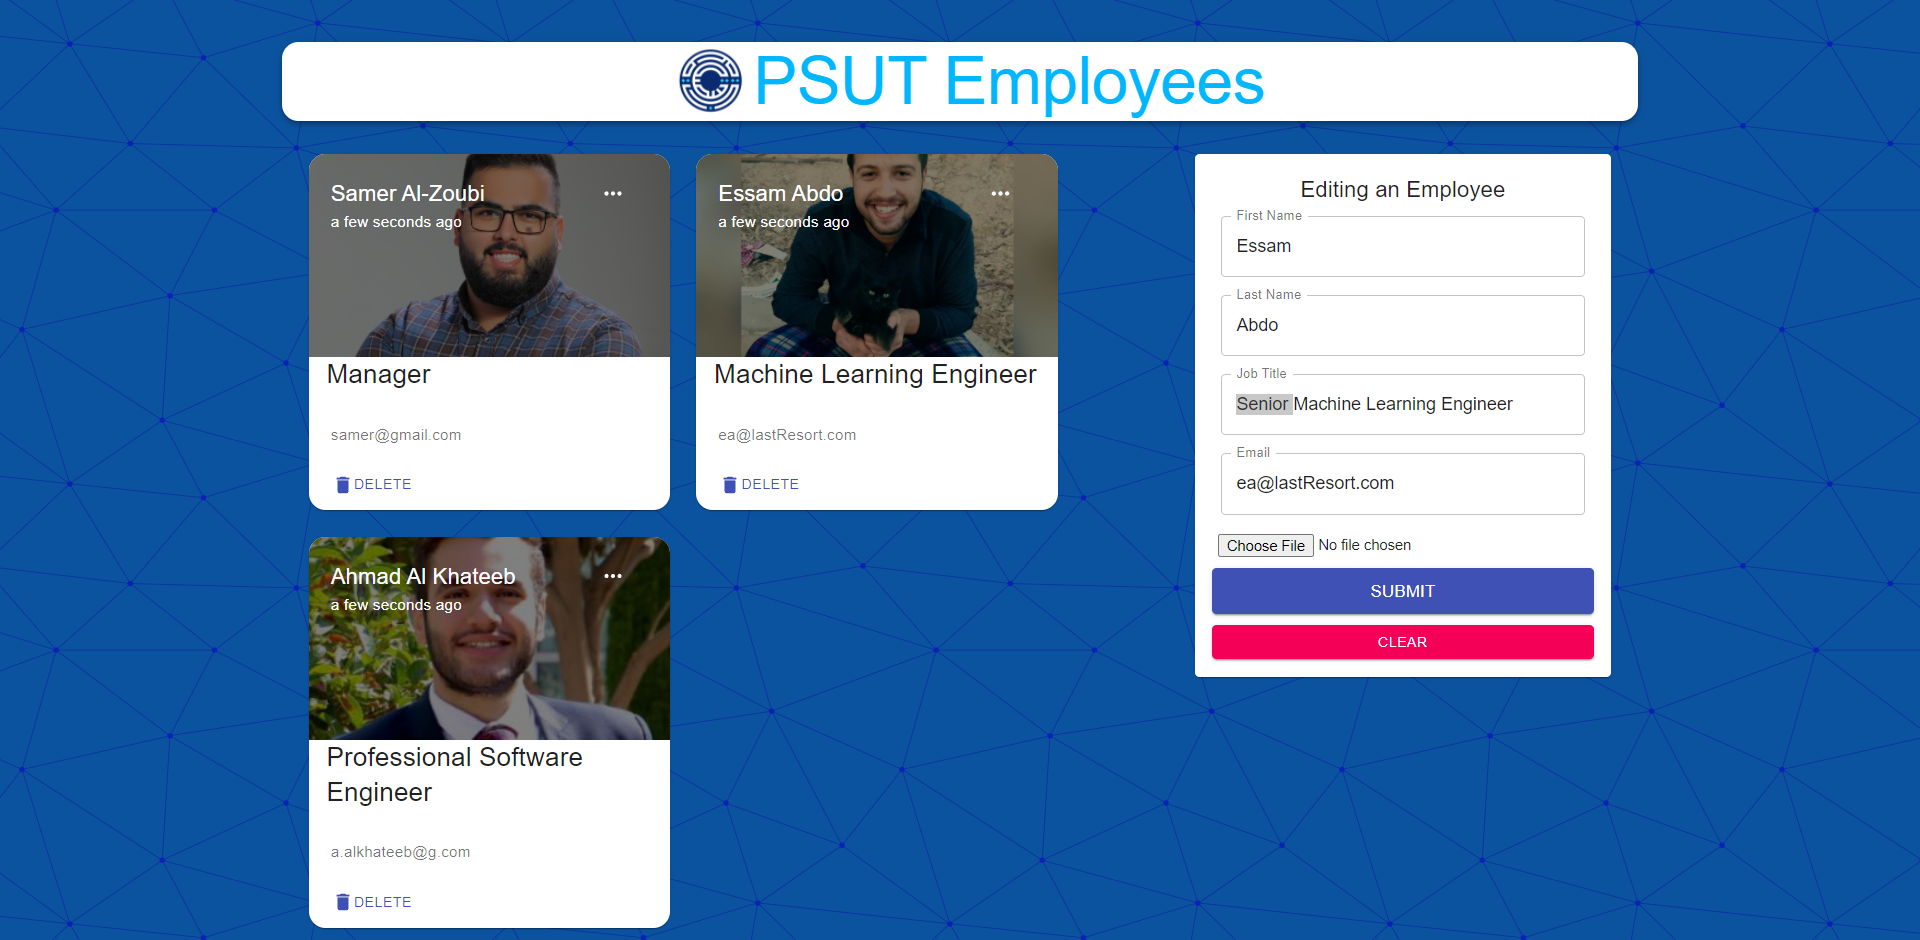 PSUT Employees
Samer Al-Zoubi
a few seconds ago
Manager
samer@gmail.com
DELETE
Essam Abdo
a few seconds ago
Machine Learning Engineer
ea@lastResort.com
DELETE
Ahmad Al Khateeb
a few seconds ago
Professional Software
Engineer
a.alkhateeb@g.com
DELETE
Editing an Employee
First Name
Essam
Last Name
Abdo
Job Title
Senior Machine Learning Engineer
Email
ea@lastResort.com
Choose File No file chosen
SUBMIT
CLEAR